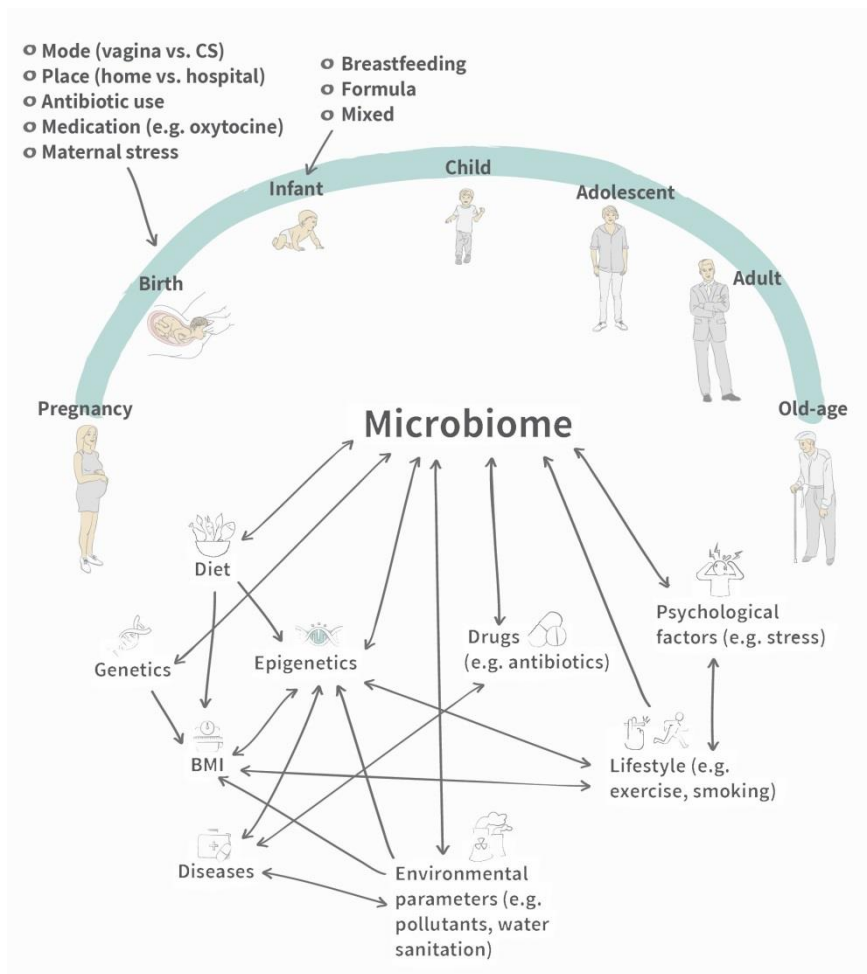 Mode (vagina vs. CS)
Place (home vs. hospital)
Antibiotic use
Medication (e.g. oxytocine)
Maternal stress
Breastfeeding
Formula
Mixed
Child
Infant
Adolescent
Birth
Adult
Pregnancy
Old-age
Microbiome
Diet
Psychological
factors (e.g. stress)
Genetics
Epigenetics
Drugs
(e.g. antibiotics)
BMI
Lifestyle (e.g.
exercise, smoking)
Diseases
Environmental
parameters (e.g.
pollutants, water
sanitation)